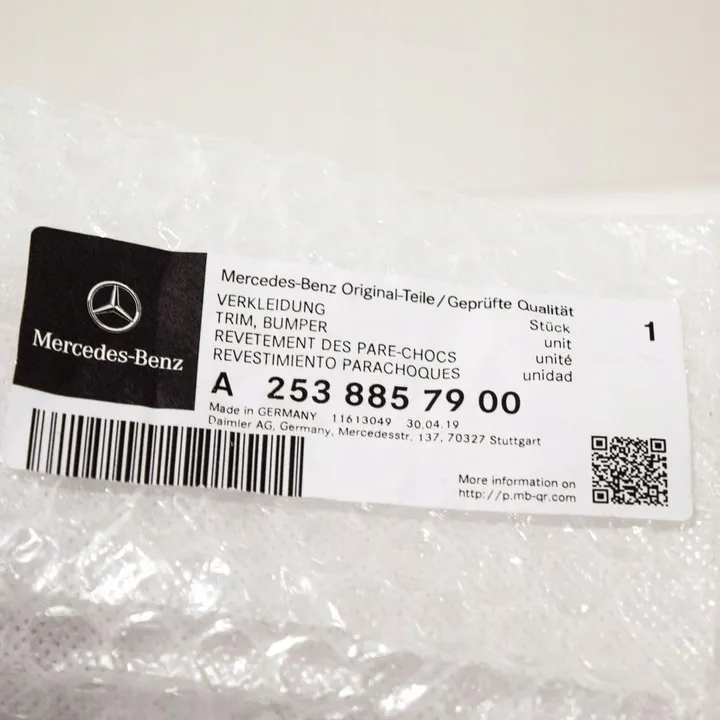 Mercedes-Benz
Mercedes-Benz Original-Teile/Geprüfte Qualität
VERKLEIDUNG Stück 1
TRIM, BUMPER unit
REVETEMENT DES PARE-CHOCS unité
REVESTIMIENTO PARACHOQUES unidad
A 253 885 79 00
Made in GERMANY 11613049 30.04.19
Daimler AG, Germany, Mercedesstr. 137, 70327 Stuttgart
More information on
http://p.mb-qr.com